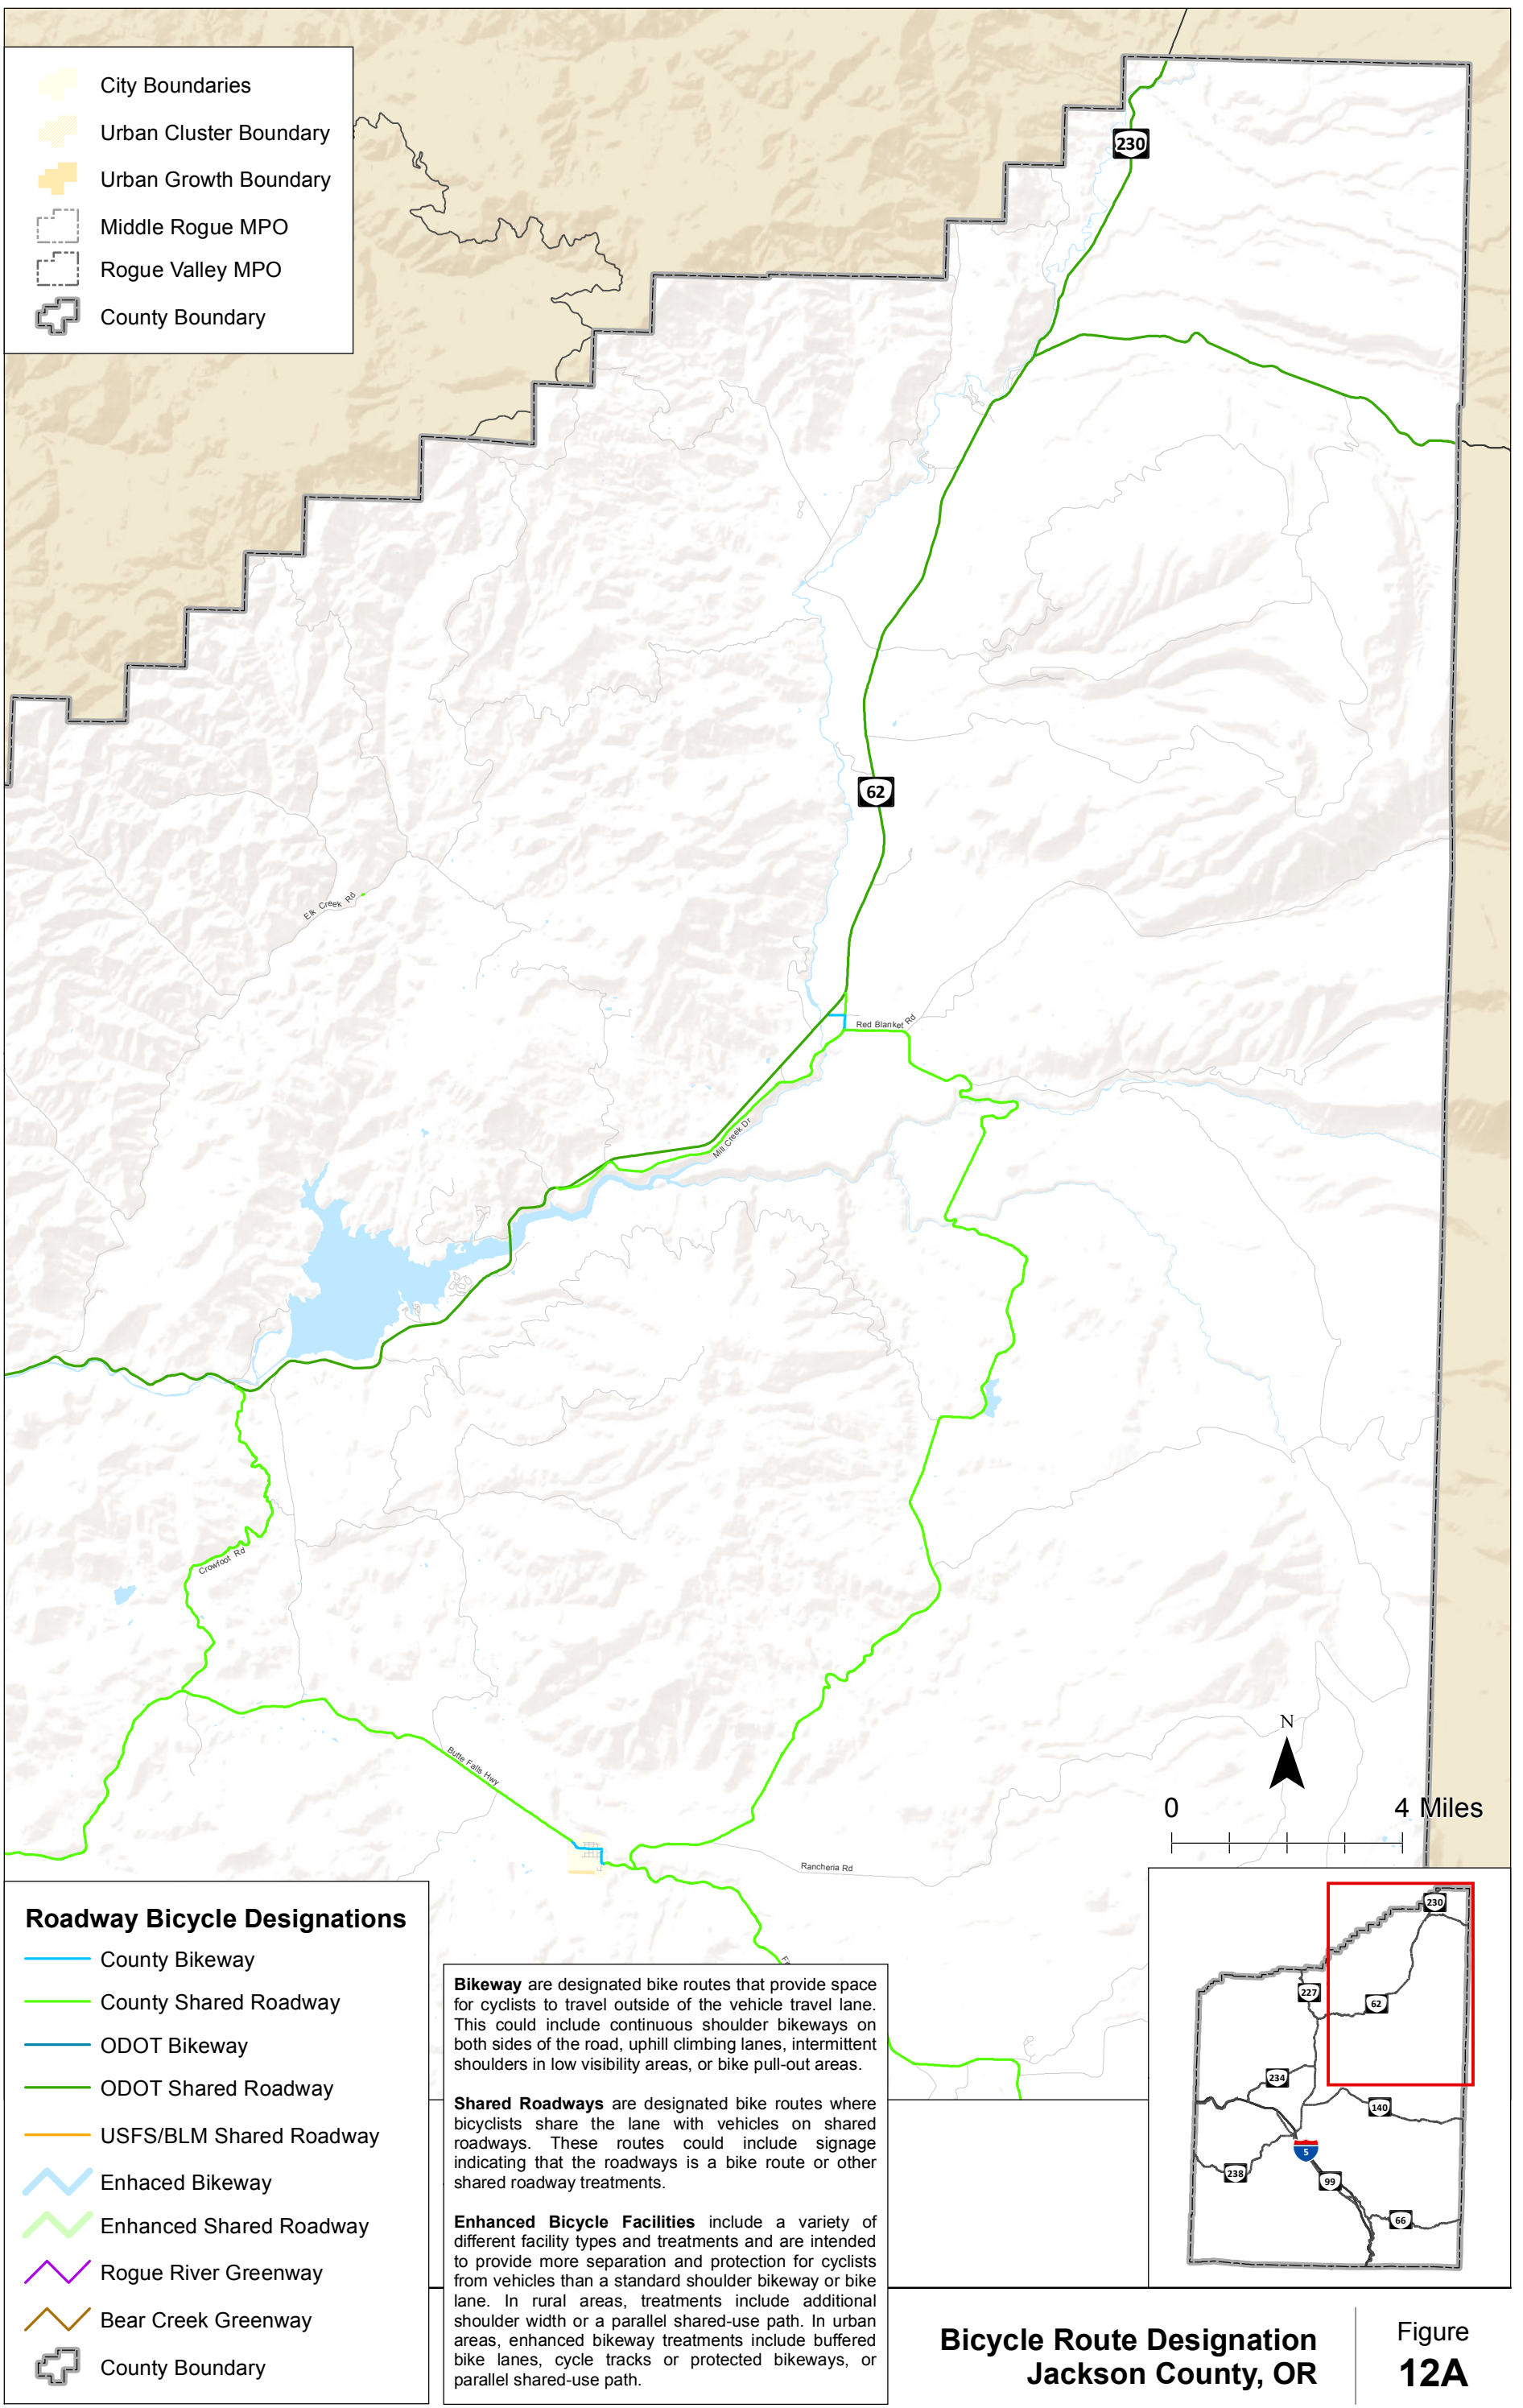 City Boundaries
Urban Cluster Boundary
Urban Growth Boundary
Middle Rogue MPO
Rogue Valley MPO
County Boundary
230
62
Elk Creek Rd
Red Blanket Rd
Mill Creek Dr
Crowfoot Rd
Butte Falls Hwy
Rancheria Rd
N
0 4 Miles
Roadway Bicycle Designations
County Bikeway
County Shared Roadway
ODOT Bikeway
ODOT Shared Roadway
USFS/BLM Shared Roadway
Enhaced Bikeway
Enhanced Shared Roadway
Rogue River Greenway
Bear Creek Greenway
County Boundary
Bikeway are designated bike routes that provide space
for cyclists to travel outside of the vehicle travel lane.
This could include continuous shoulder bikeways on
both sides of the road, uphill climbing lanes, intermittent
shoulders in low visibility areas, or bike pull-out areas.
Shared Roadways are designated bike routes where
bicyclists share the lane with vehicles on shared
roadways. These routes could include signage
indicating that the roadways is a bike route or other
shared roadway treatments.
Enhanced Bicycle Facilities include a variety of
different facility types and treatments and are intended
to provide more separation and protection for cyclists
from vehicles than a standard shoulder bikeway or bike
lane. In rural areas, treatments include additional
shoulder width or a parallel shared-use path. In urban
areas, enhanced bikeway treatments include buffered
bike lanes, cycle tracks or protected bikeways, or
parallel shared-use path.
230
227
62
234
140
5
238
99
66
Bicycle Route Designation
Jackson County, OR
Figure
12A